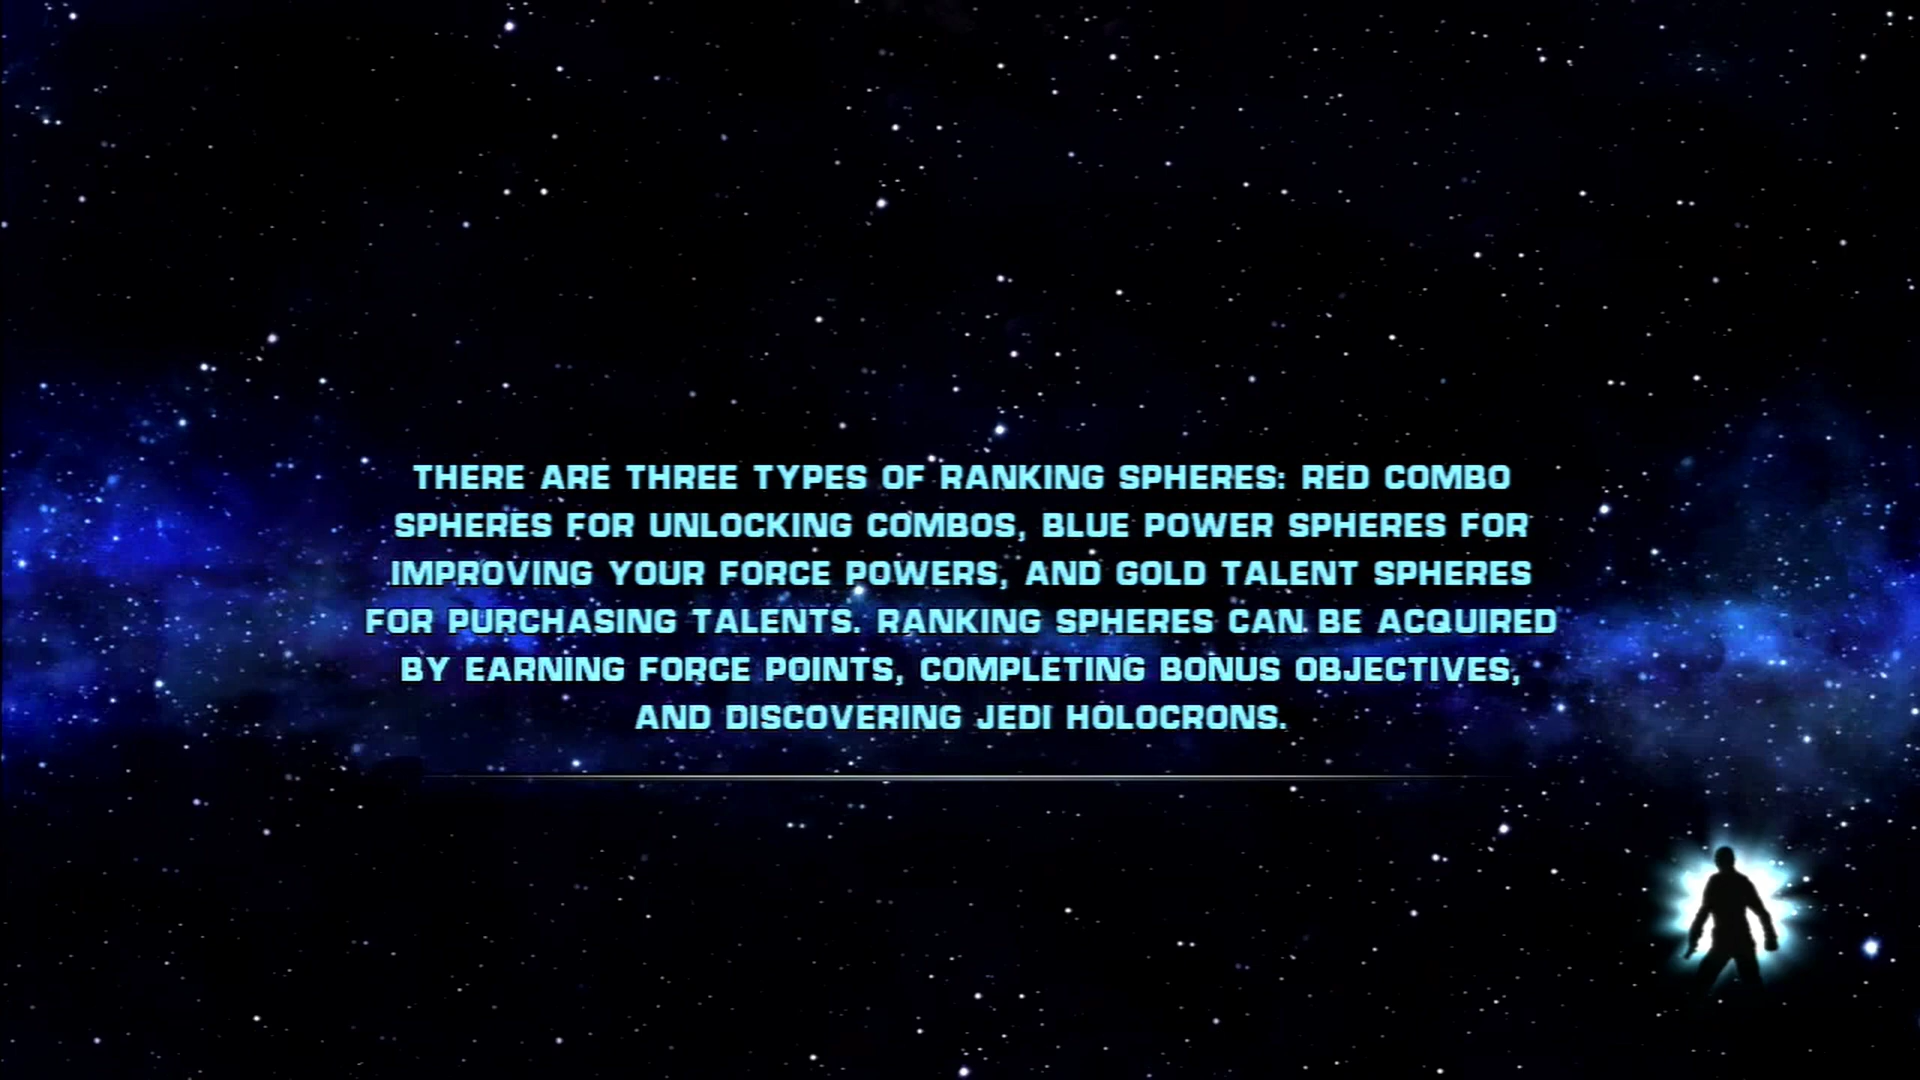 THERE ARE THREE TYPES OF RANKING SPHERES: RED COMBO
SPHERES FOR UNLOCKING COMBOS, BLUE POWER SPHERES FOR
IMPROVING YOUR FORCE POWERS, AND GOLD TALENT SPHERES
FOR PURCHASING TALENTS. RANKING SPHERES CAN BE ACQUIRED
BY EARNING FORCE POINTS, COMPLETING BONUS OBJECTIVES,
AND DISCOVERING JEDI HOLOCRONS.